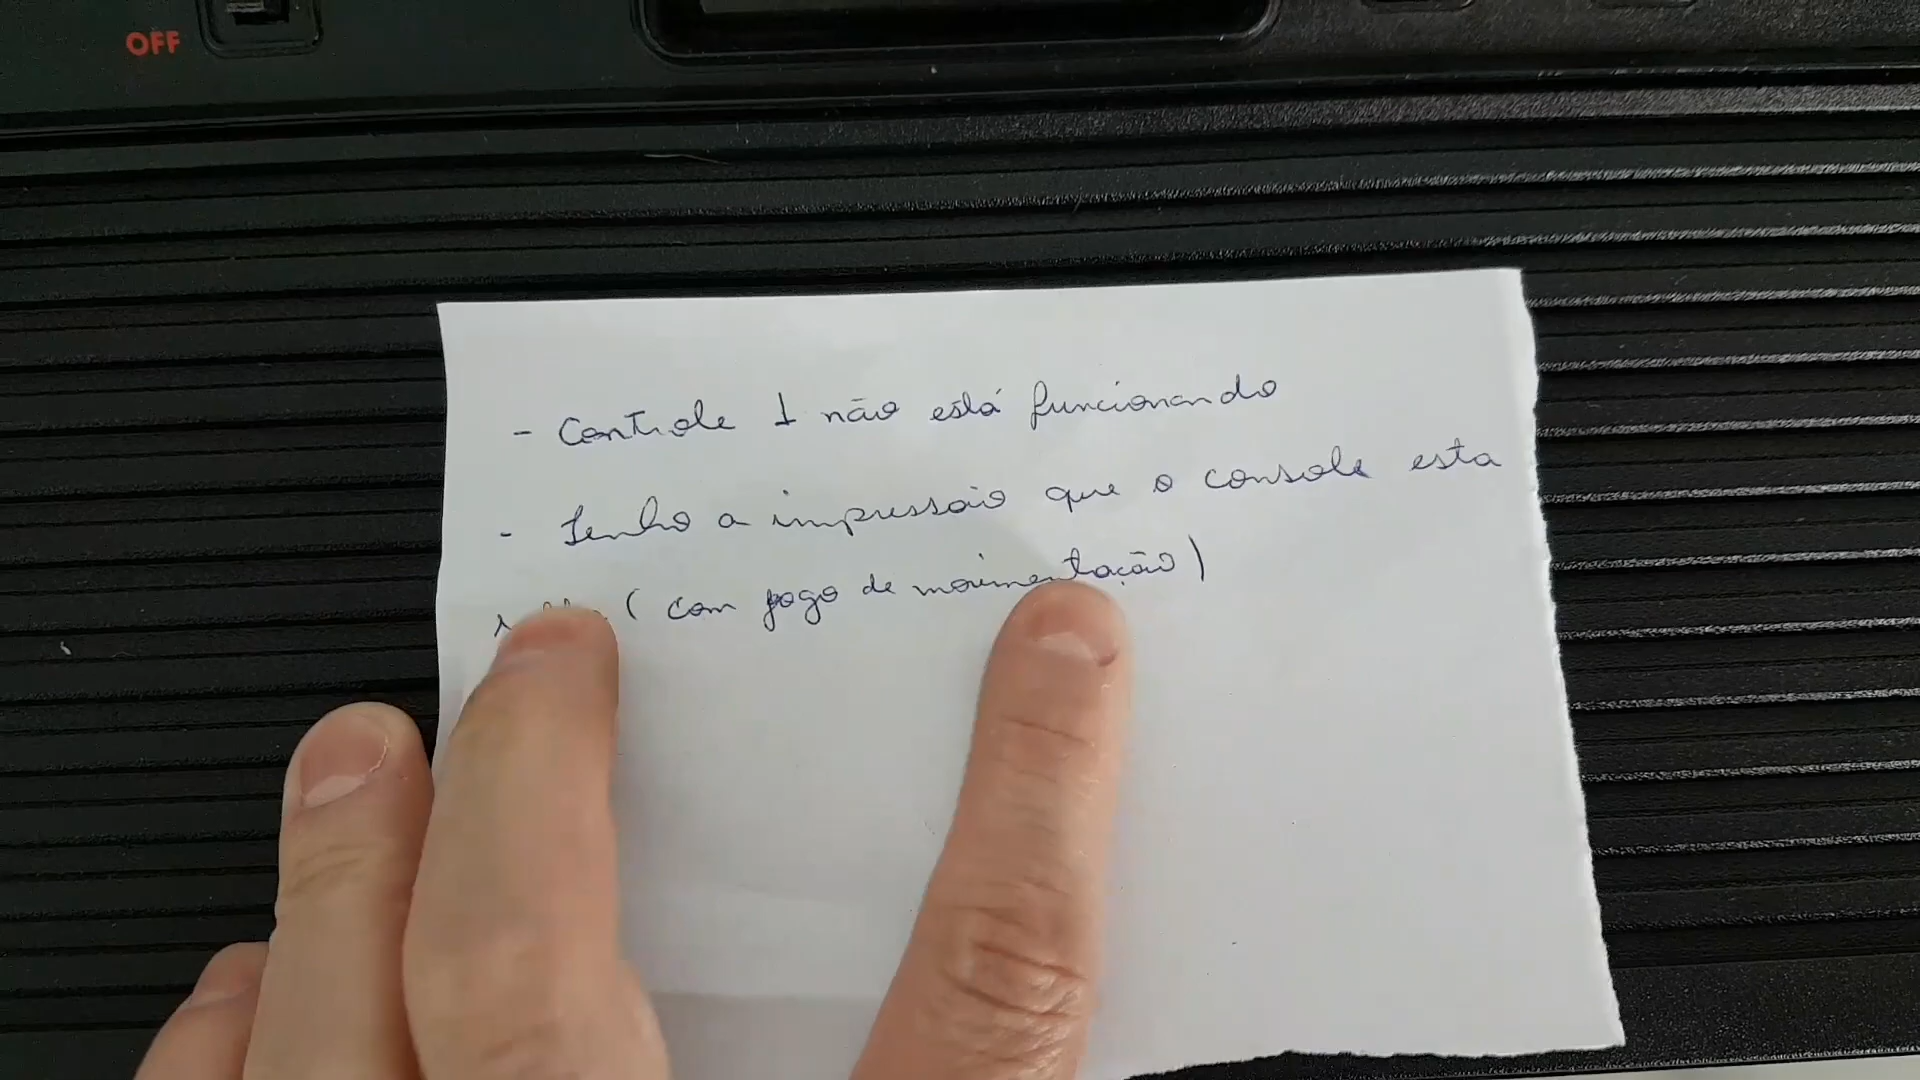 OFF
- Controle 1 não está funcionando
- Tenho a impressão que o console esta
( com jogo de movimentação)